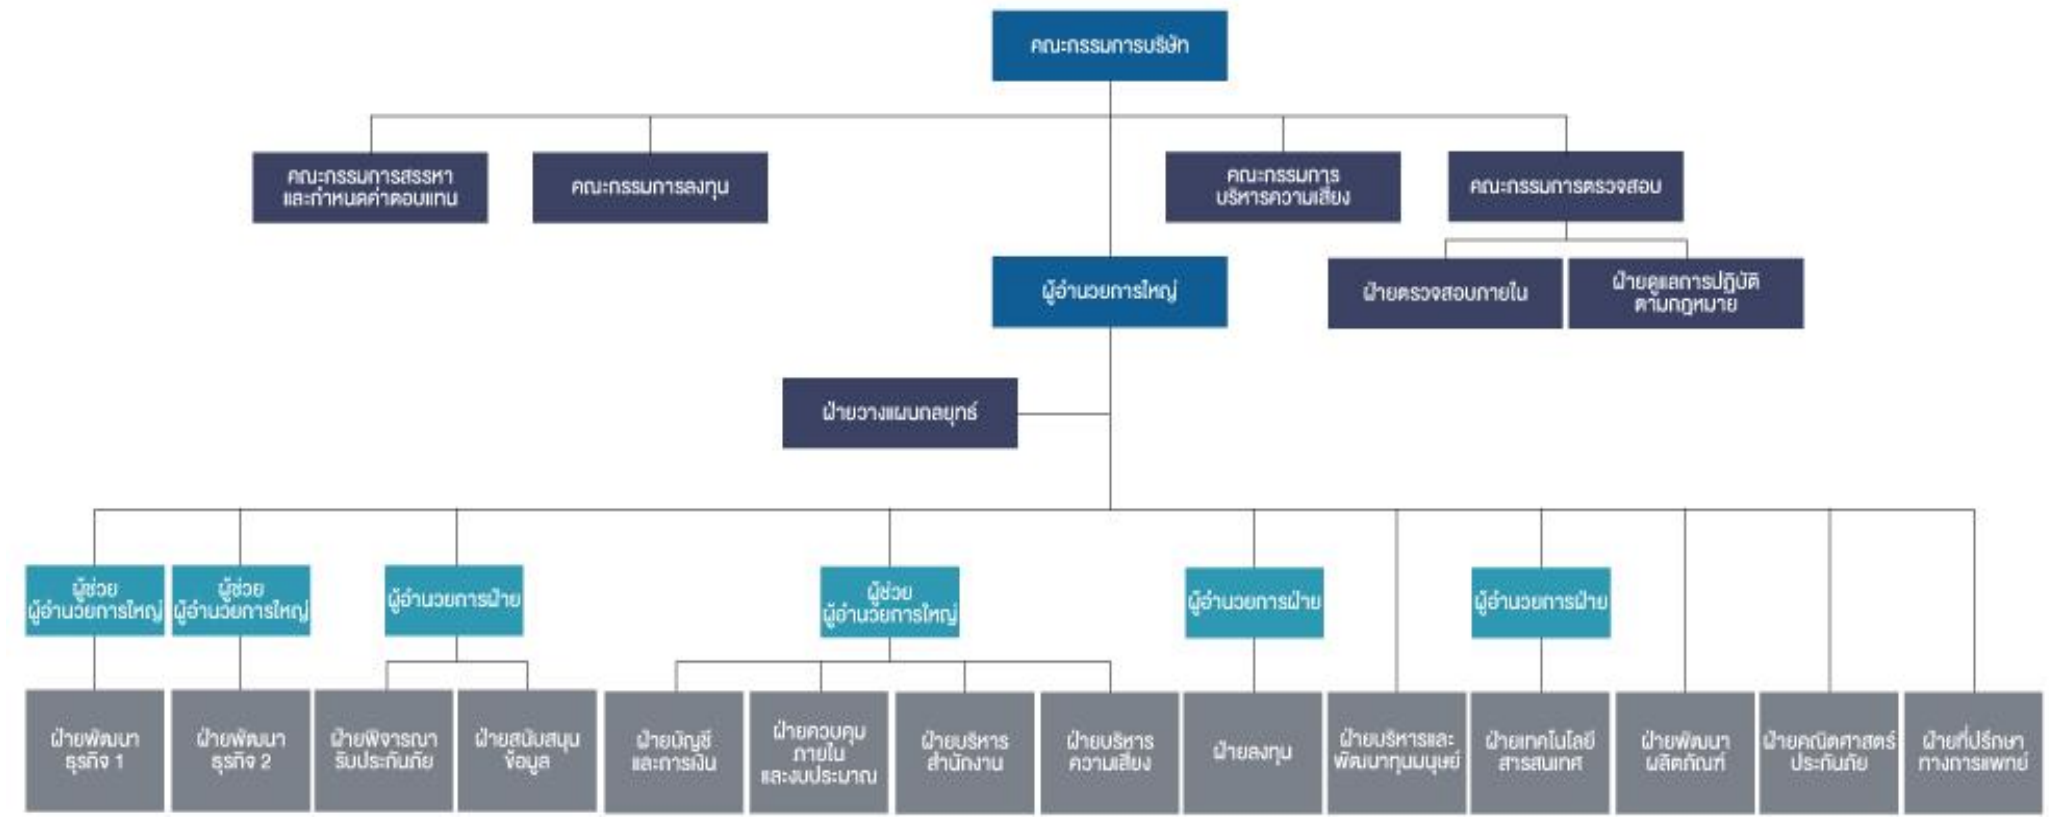 คณะกรรมการบริษัท
คณะกรรมการสรรหา
และกำหนดค่าตอบแทน
คณะกรรมการลงทุน
คณะกรรมการ
บริหารความเสี่ยง
คณะกรรมการตรวจสอบ
ผู้อำนวยการใหญ่
ฝ่ายตรวจสอบภายใน
ฝ่ายดูแลการปฏิบัติ
ตามกฎหมาย
ฝ่ายวางแผนกลยุทธ์
ผู้ช่วย
ผู้อำนวยการใหญ่
ผู้ช่วย
ผู้อำนวยการใหญ่
ผู้อำนวยการฝ่าย
ผู้ช่วย
ผู้อำนวยการใหญ่
ผู้อำนวยการฝ่าย
ผู้อำนวยการฝ่าย
ฝ่ายพัฒนา
ธุรกิจ 1
ฝ่ายพัฒนา
ธุรกิจ 2
ฝ่ายพิจารณา
รับประกันภัย
ฝ่ายสนับสนุน
ข้อมูล
ฝ่ายบัญชี
และการเงิน
ฝ่ายควบคุม
ภายใน
และงบประมาณ
ฝ่ายบริหาร
สำนักงาน
ฝ่ายบริหาร
ความเสี่ยง
ฝ่ายลงทุน
ฝ่ายบริหารและ
พัฒนาทุนมนุษย์
ฝ่ายเทคโนโลยี
สารสนเทศ
ฝ่ายพัฒนา
ผลิตภัณฑ์
ฝ่ายคณิตศาสตร์
ประกันภัย
ฝ่ายที่ปรึกษา
ทางการแพทย์